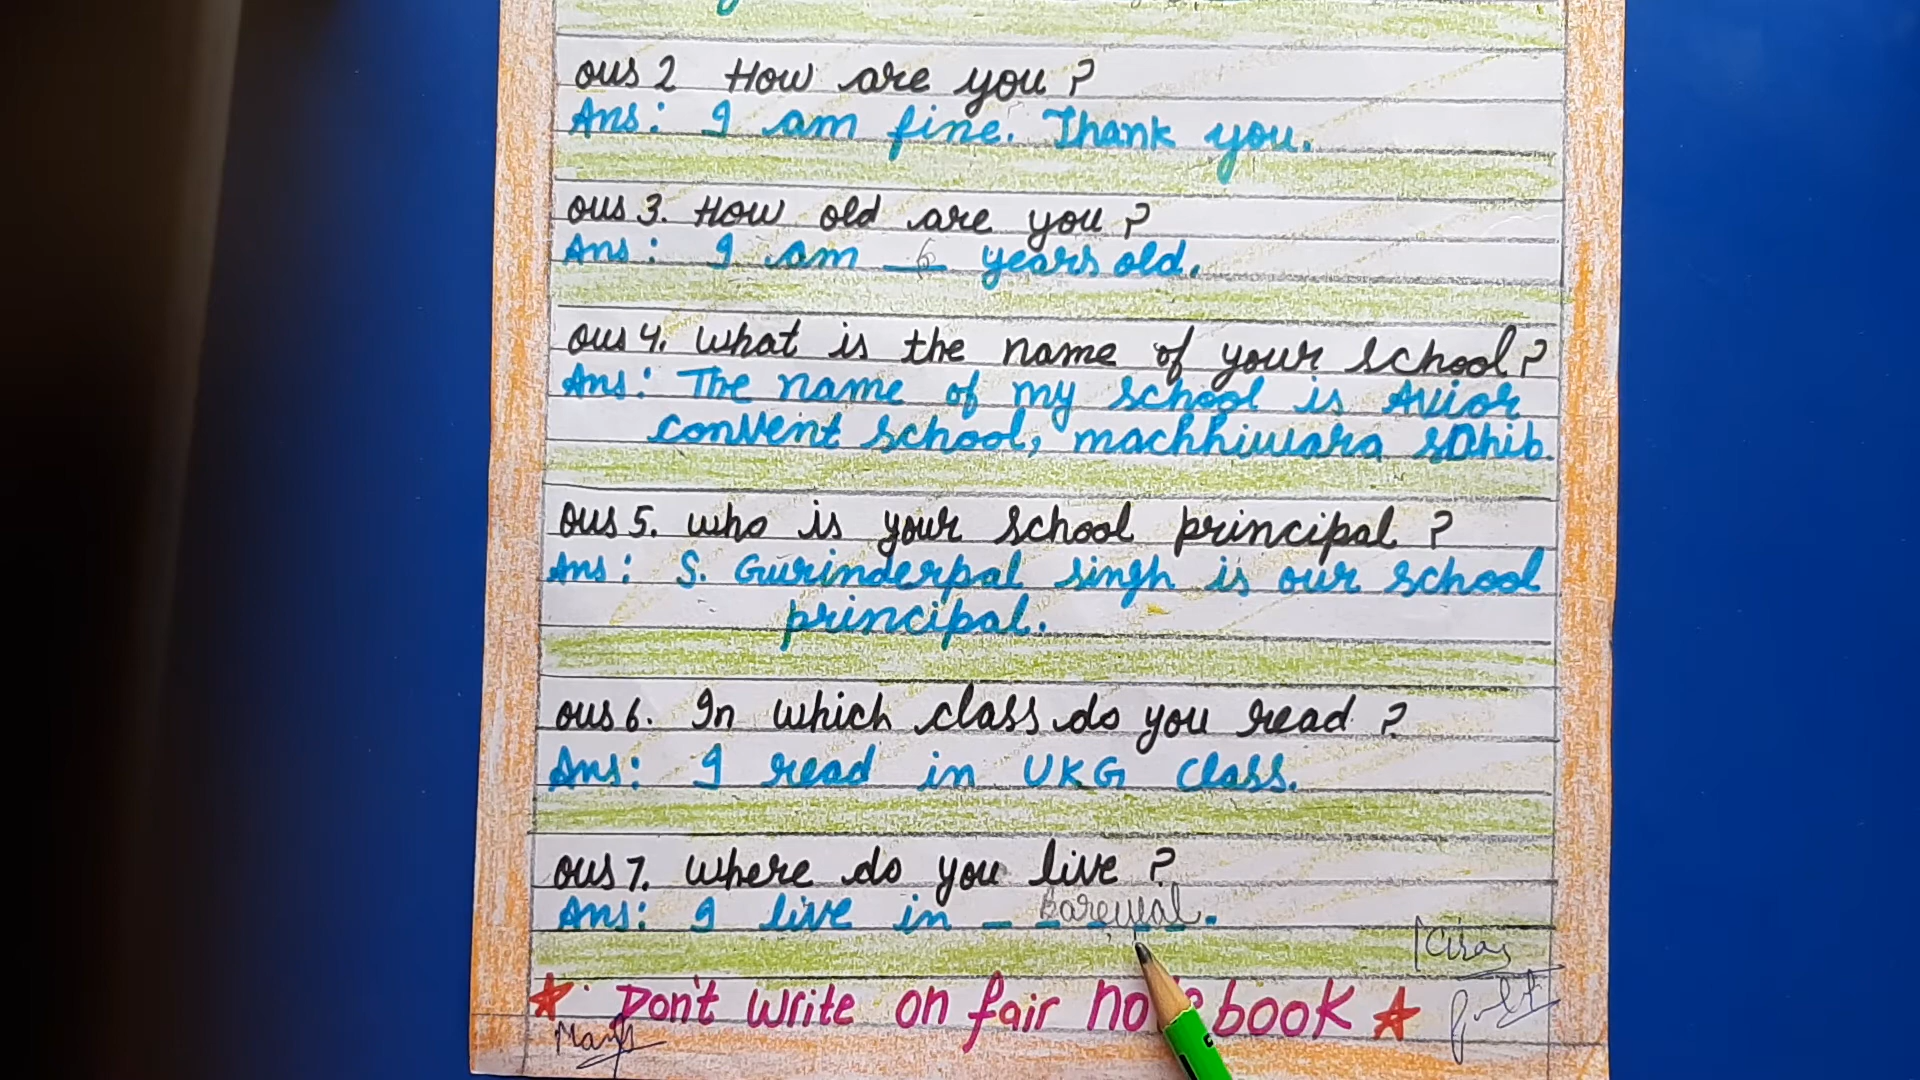 Ques 2 How are you?
Ans: I am fine. Thank you.
Ques 3. How old are you?
Ans: I am 6 years old.
Ques 4. What is the name of your school?
Ans: The name of my school is Avior
convent school, machhiwara sahib.
Ques 5. Who is your school principal?
Ans: S. Gurinderpal singh is our school
principal.
Ques 6. In which class do you read?
Ans: I read in UKG Class.
Ques 7. Where do you live?
Ans: I live in _ _ _ _ _.
Don't write on fair notebook